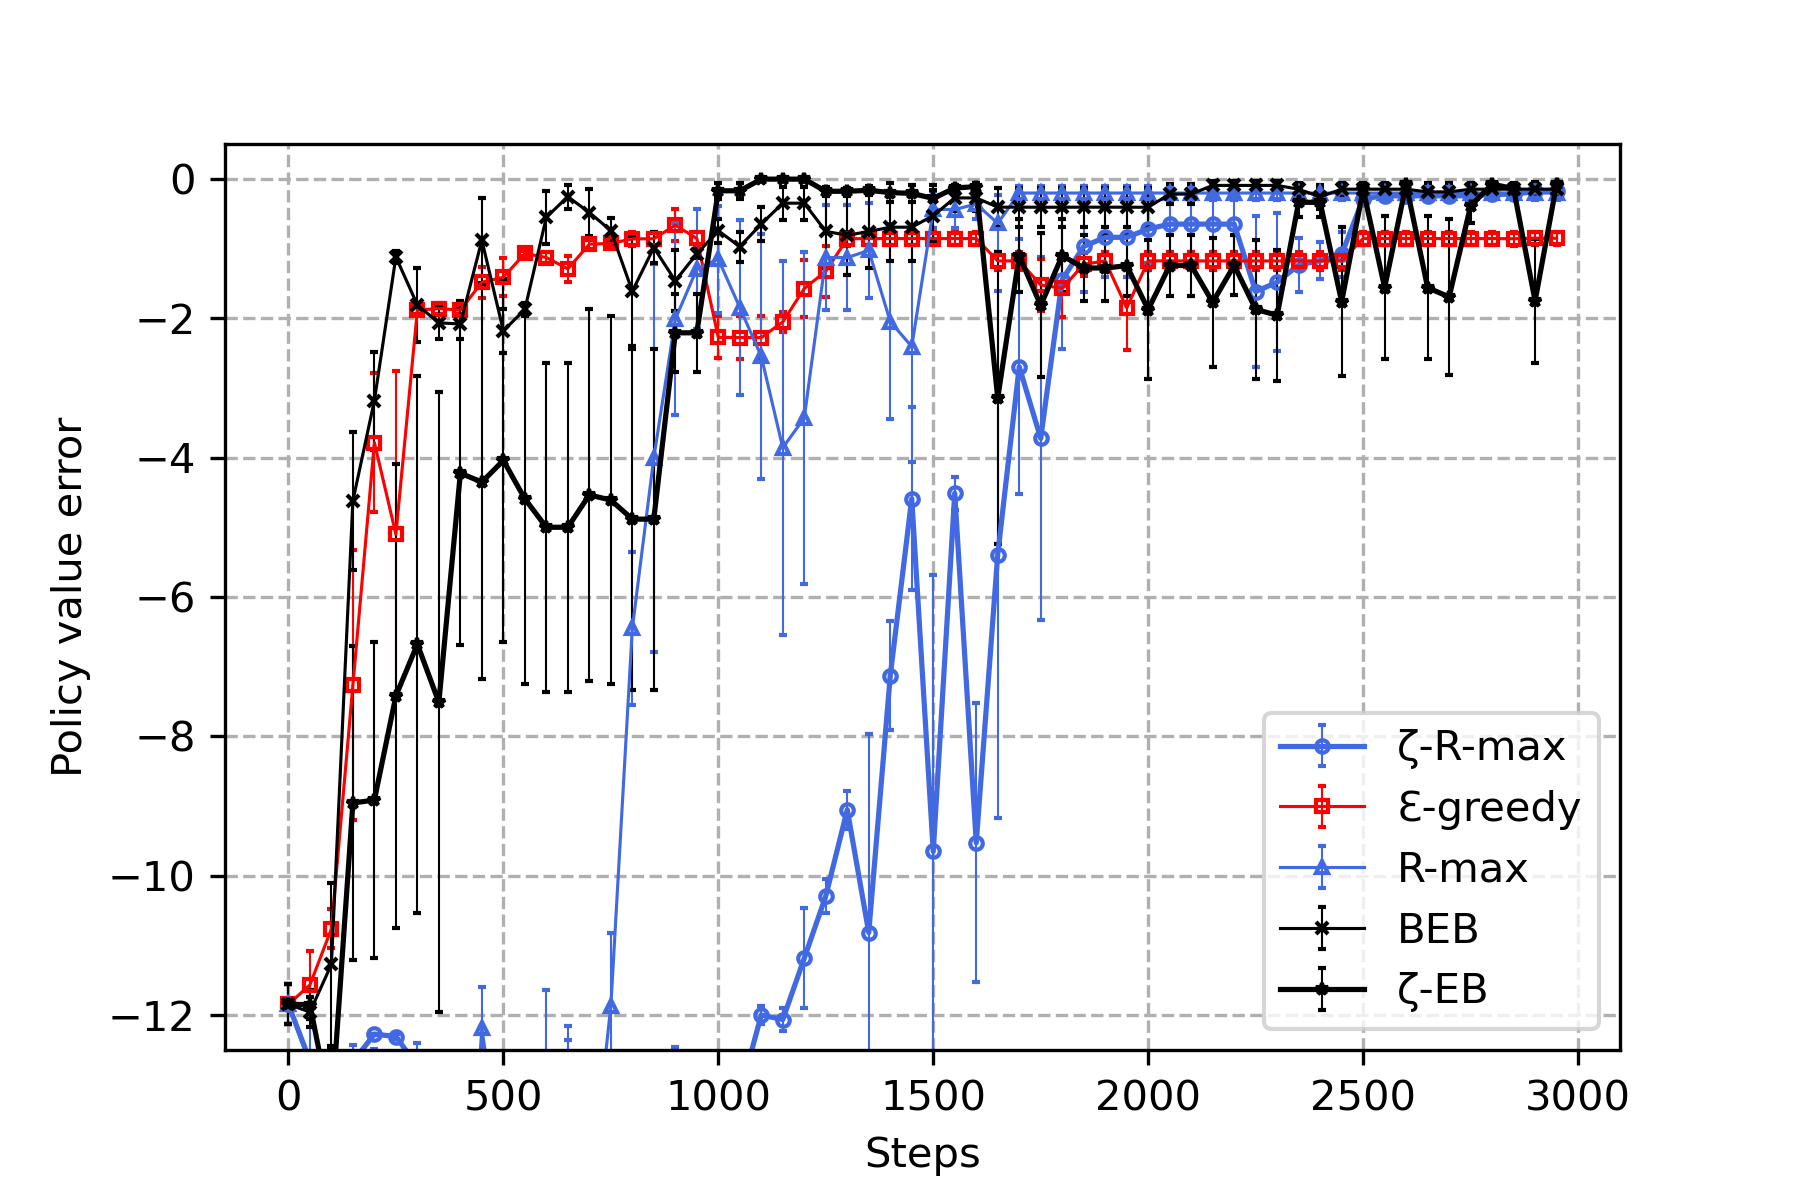 0
−2
−4
−6
−8
−10
−12
Policy value error
0 500 1000 1500 2000 2500 3000
Steps
ζ-R-max
Ɛ-greedy
R-max
BEB
ζ-EB